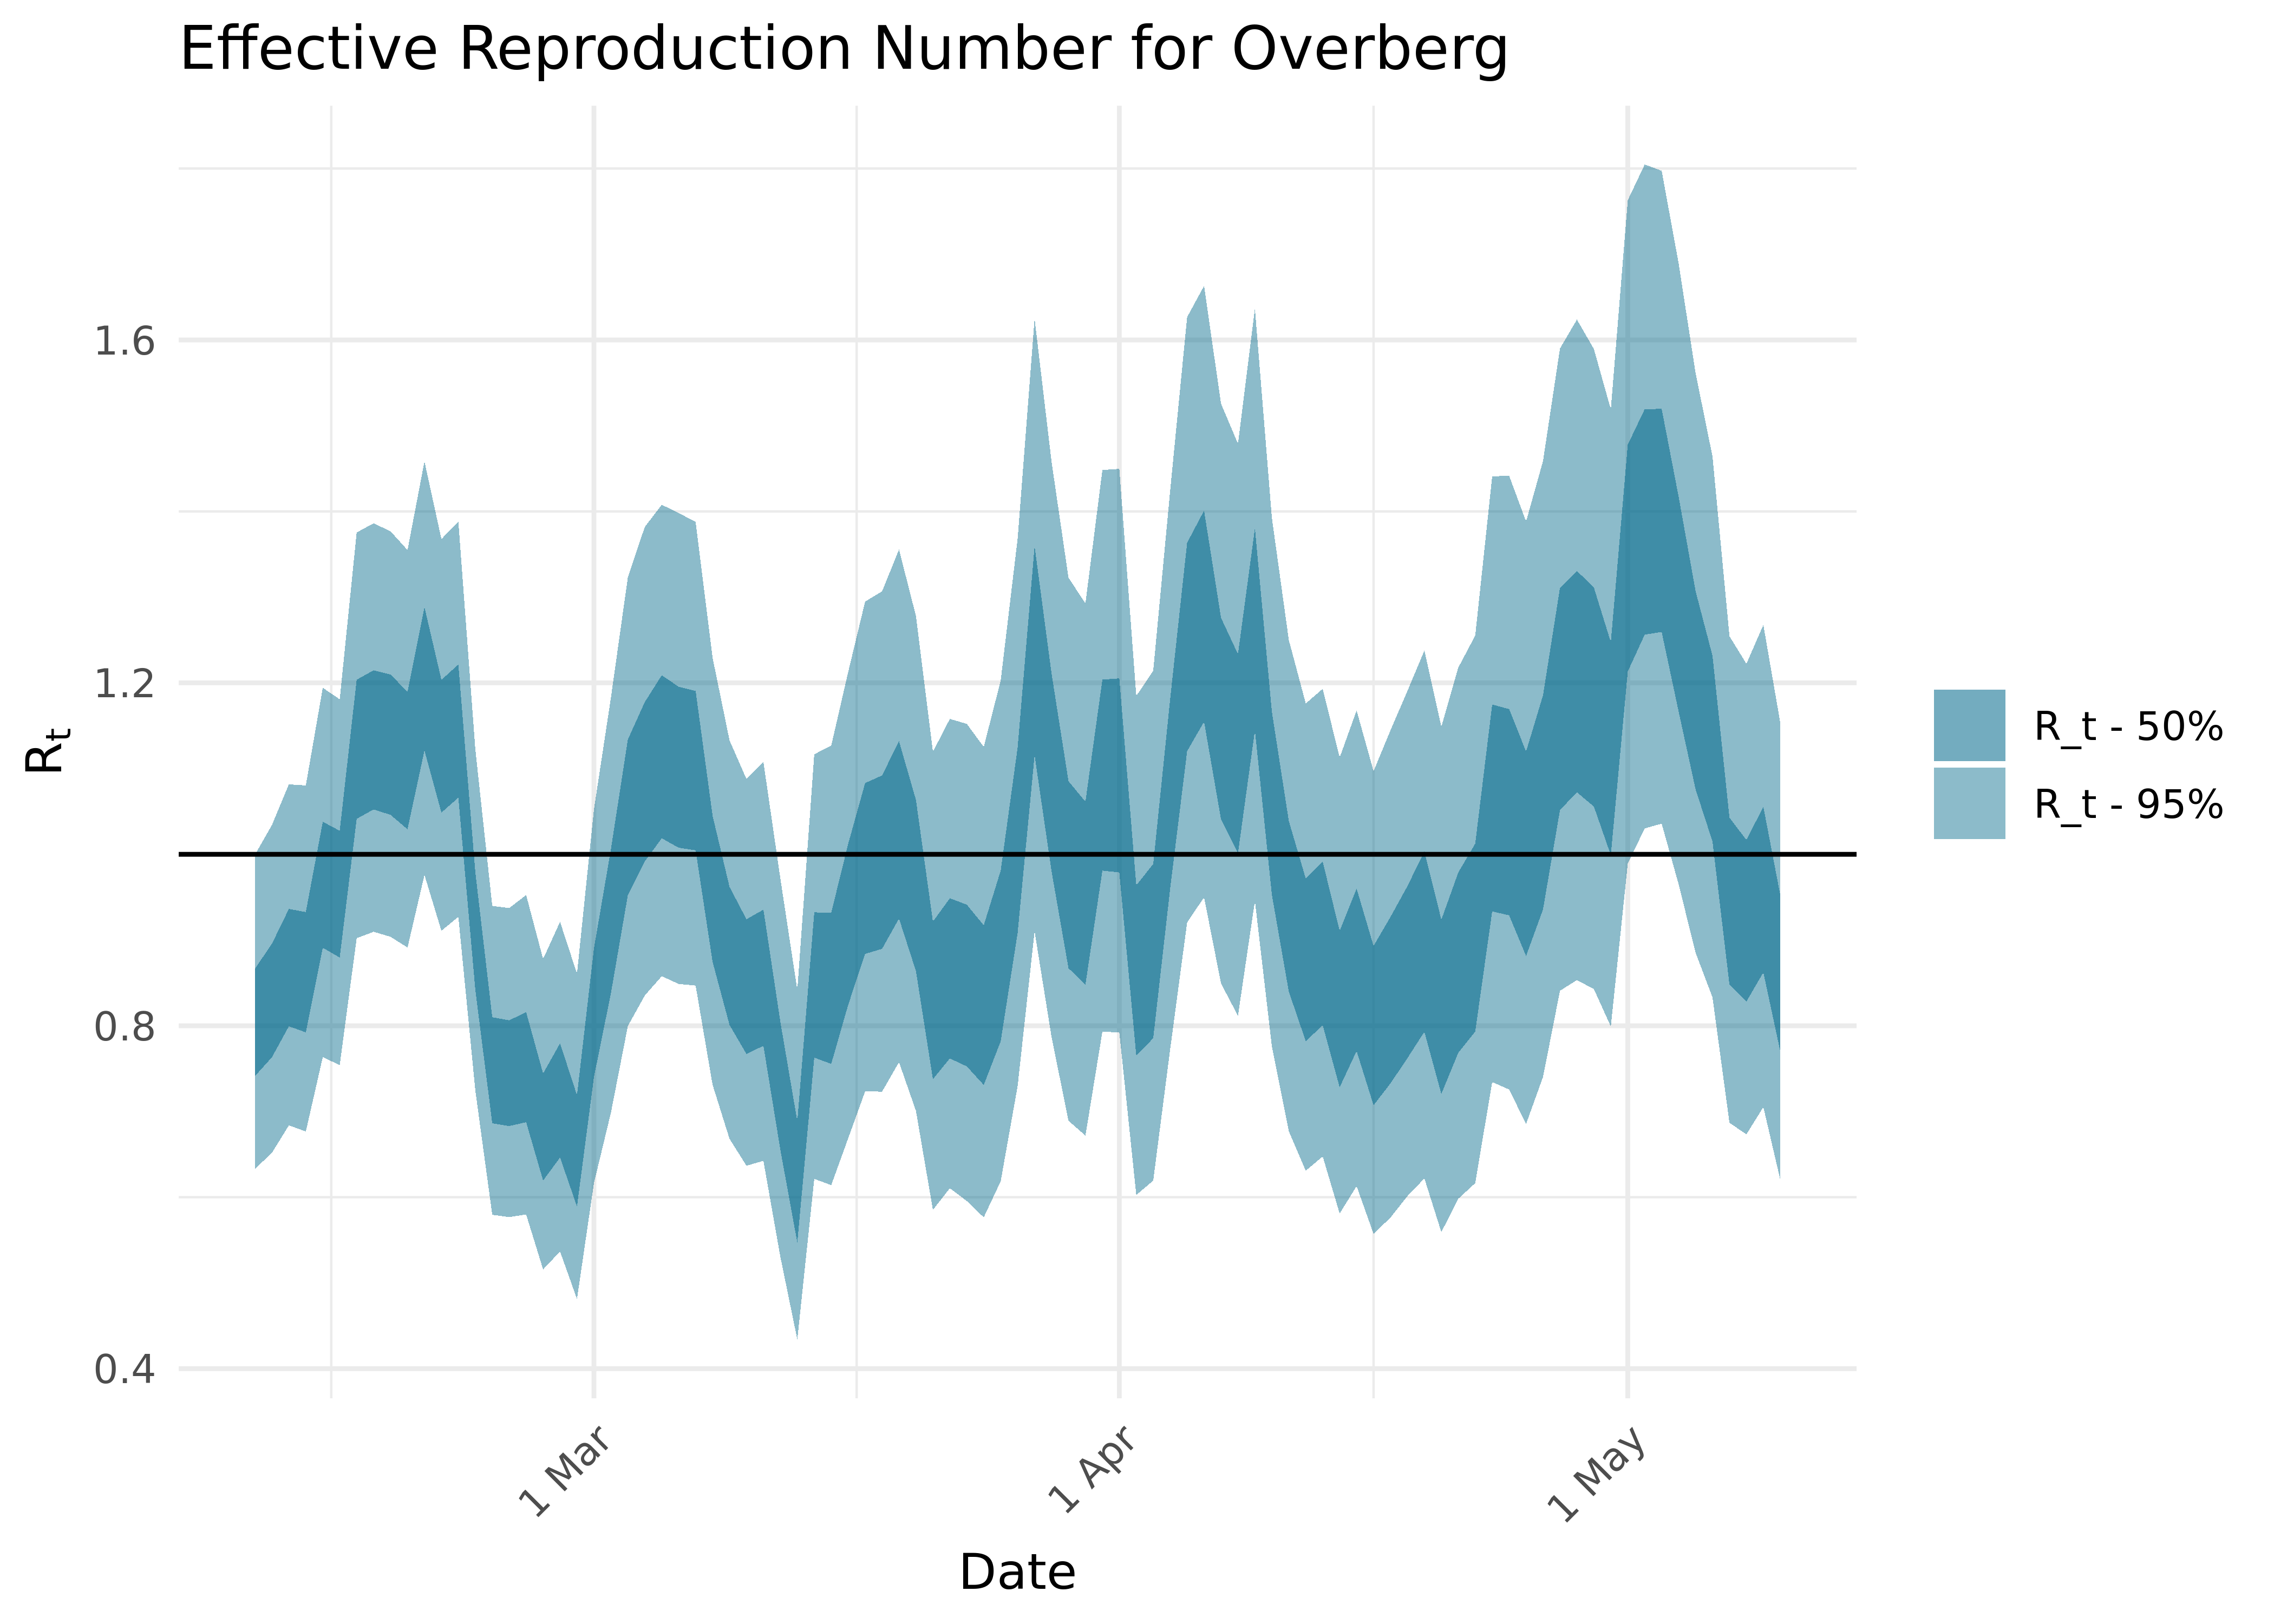 Effective Reproduction Number for Overberg
Rt
1.6
1.2
0.8
0.4
1 Mar
1 Apr
1 May
Date
R_t - 50%
R_t - 95%